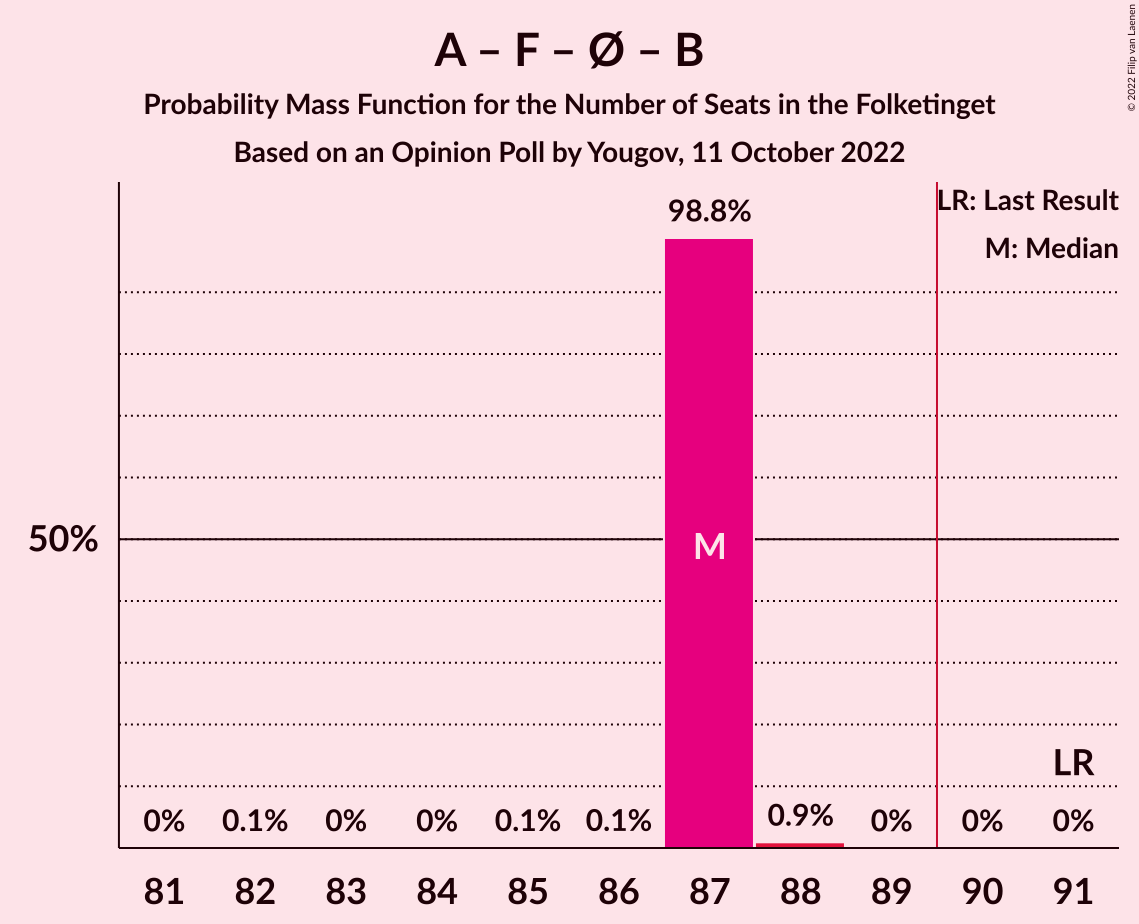 A – F – Ø – B
Probability Mass Function for the Number of Seats in the Folketinget
Based on an Opinion Poll by Yougov, 11 October 2022
© 2022 Filip van Laenen
LR: Last Result
M: Median
98.8%
50%
M
LR
0% 0.1% 0% 0% 0.1% 0.1% 0.9% 0% 0% 0%
81 82 83 84 85 86 87 88 89 90 91